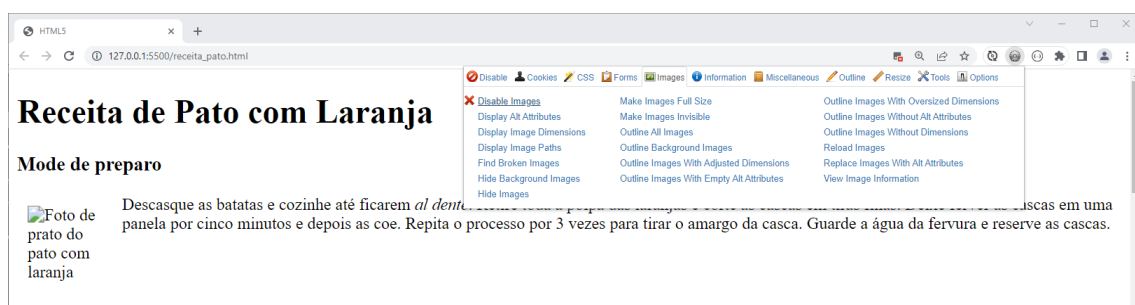 HTML5
127.0.0.1:5500/receita_pato.html
Disable Cookies CSS Forms Images Information Miscellaneous Outline Resize Tools Options
Disable Images Make Images Full Size Outline Images With Oversized Dimensions
Display Alt Attributes Make Images Invisible Outline Images Without Alt Attributes
Display Image Dimensions Outline All Images Outline Images Without Dimensions
Display Image Paths Outline Background Images Reload Images
Find Broken Images Outline Images With Adjusted Dimensions Replace Images With Alt Attributes
Hide Background Images Outline Images With Empty Alt Attributes View Image Information
Hide Images
Receita de Pato com Laranja
Mode de preparo
Foto de
prato do
pato com
laranja
Descasque as batatas e cozinhe até ficarem al dente. em uma
panela por cinco minutos e depois as coe. Repita o processo por 3 vezes para tirar o amargo da casca. Guarde a água da fervura e reserve as cascas.